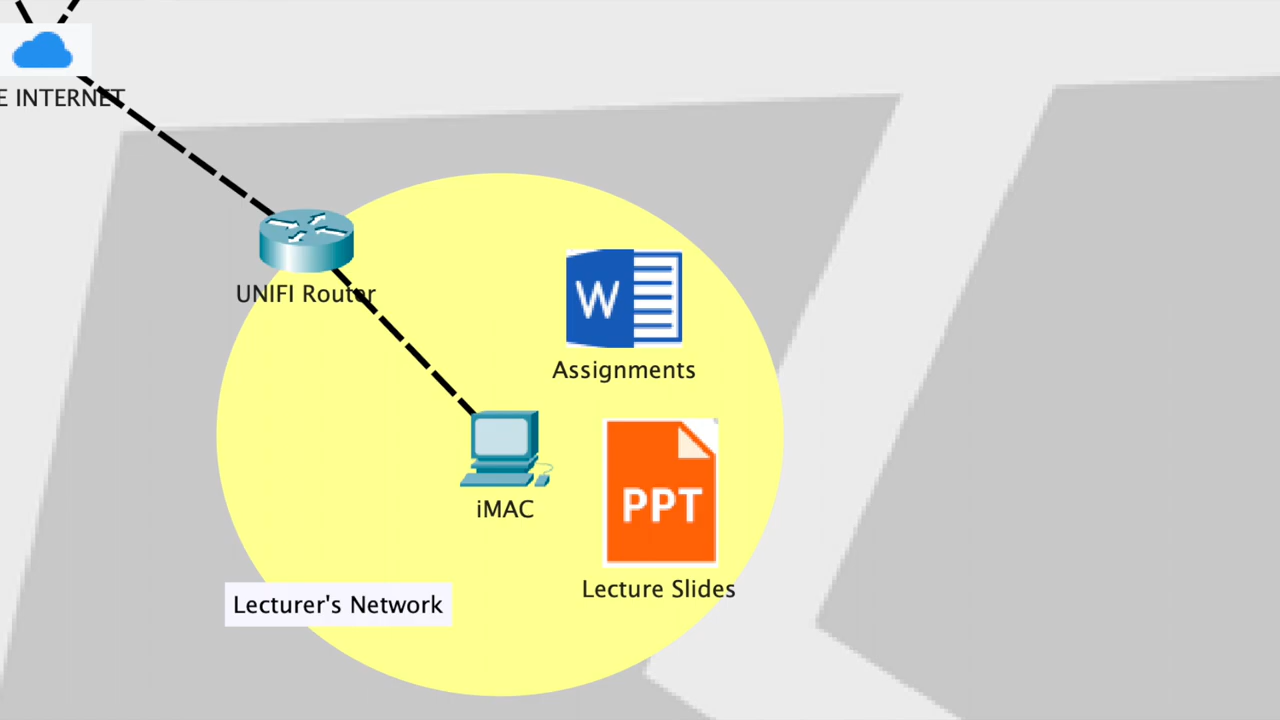 E INTERNET
UNIFI Router
W
Assignments
iMAC
PPT
Lecture Slides
Lecturer's Network